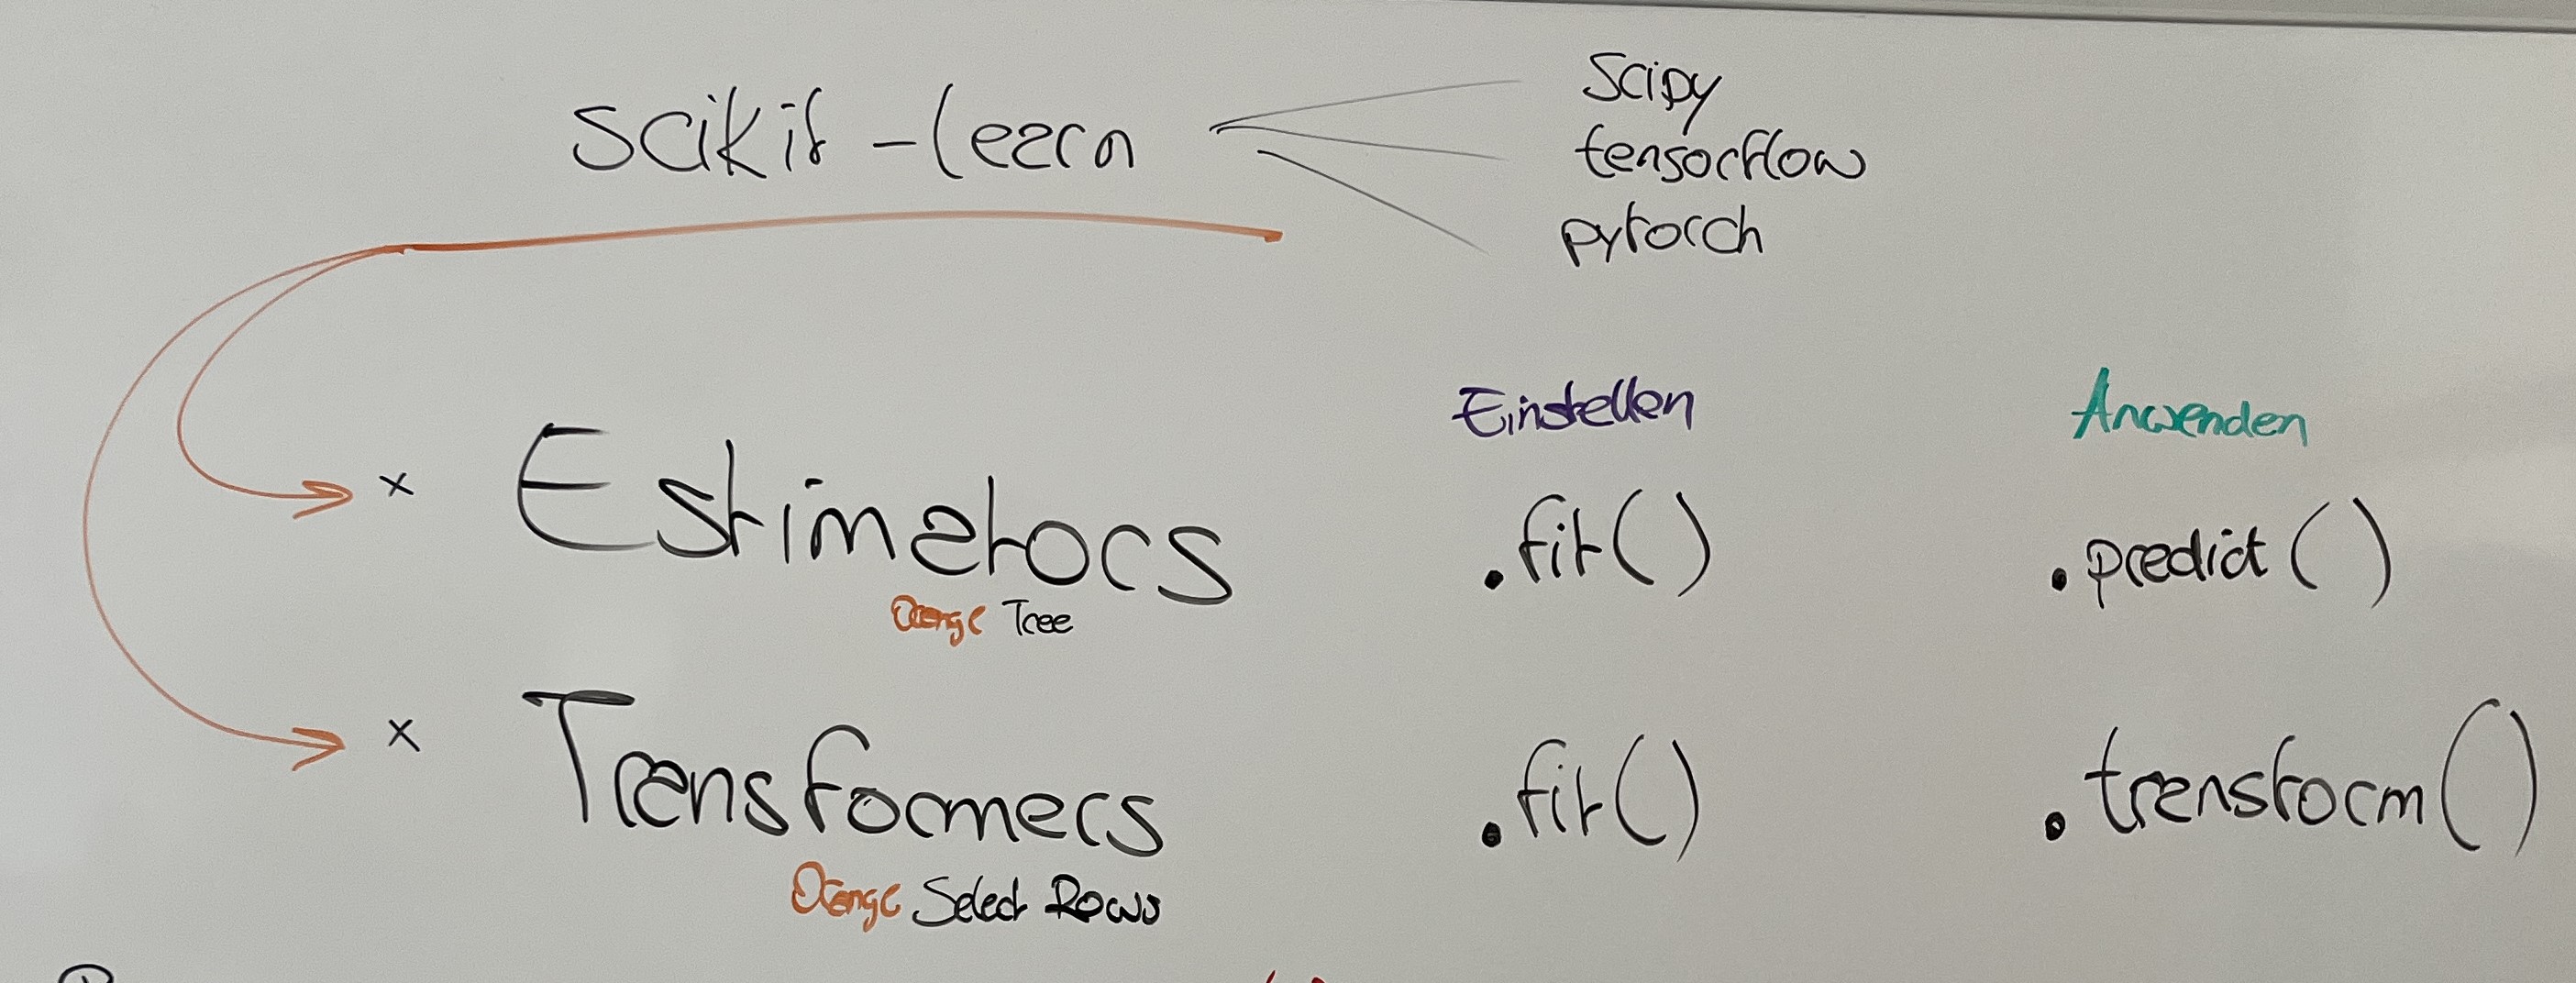 scikit-learn
Scipy
tensorflow
pytorch
Einstellen
Anwenden
× Estimators .fit() .predict()
Orange Tree
× Transformers .fit() .transform()
Orange Select Rows